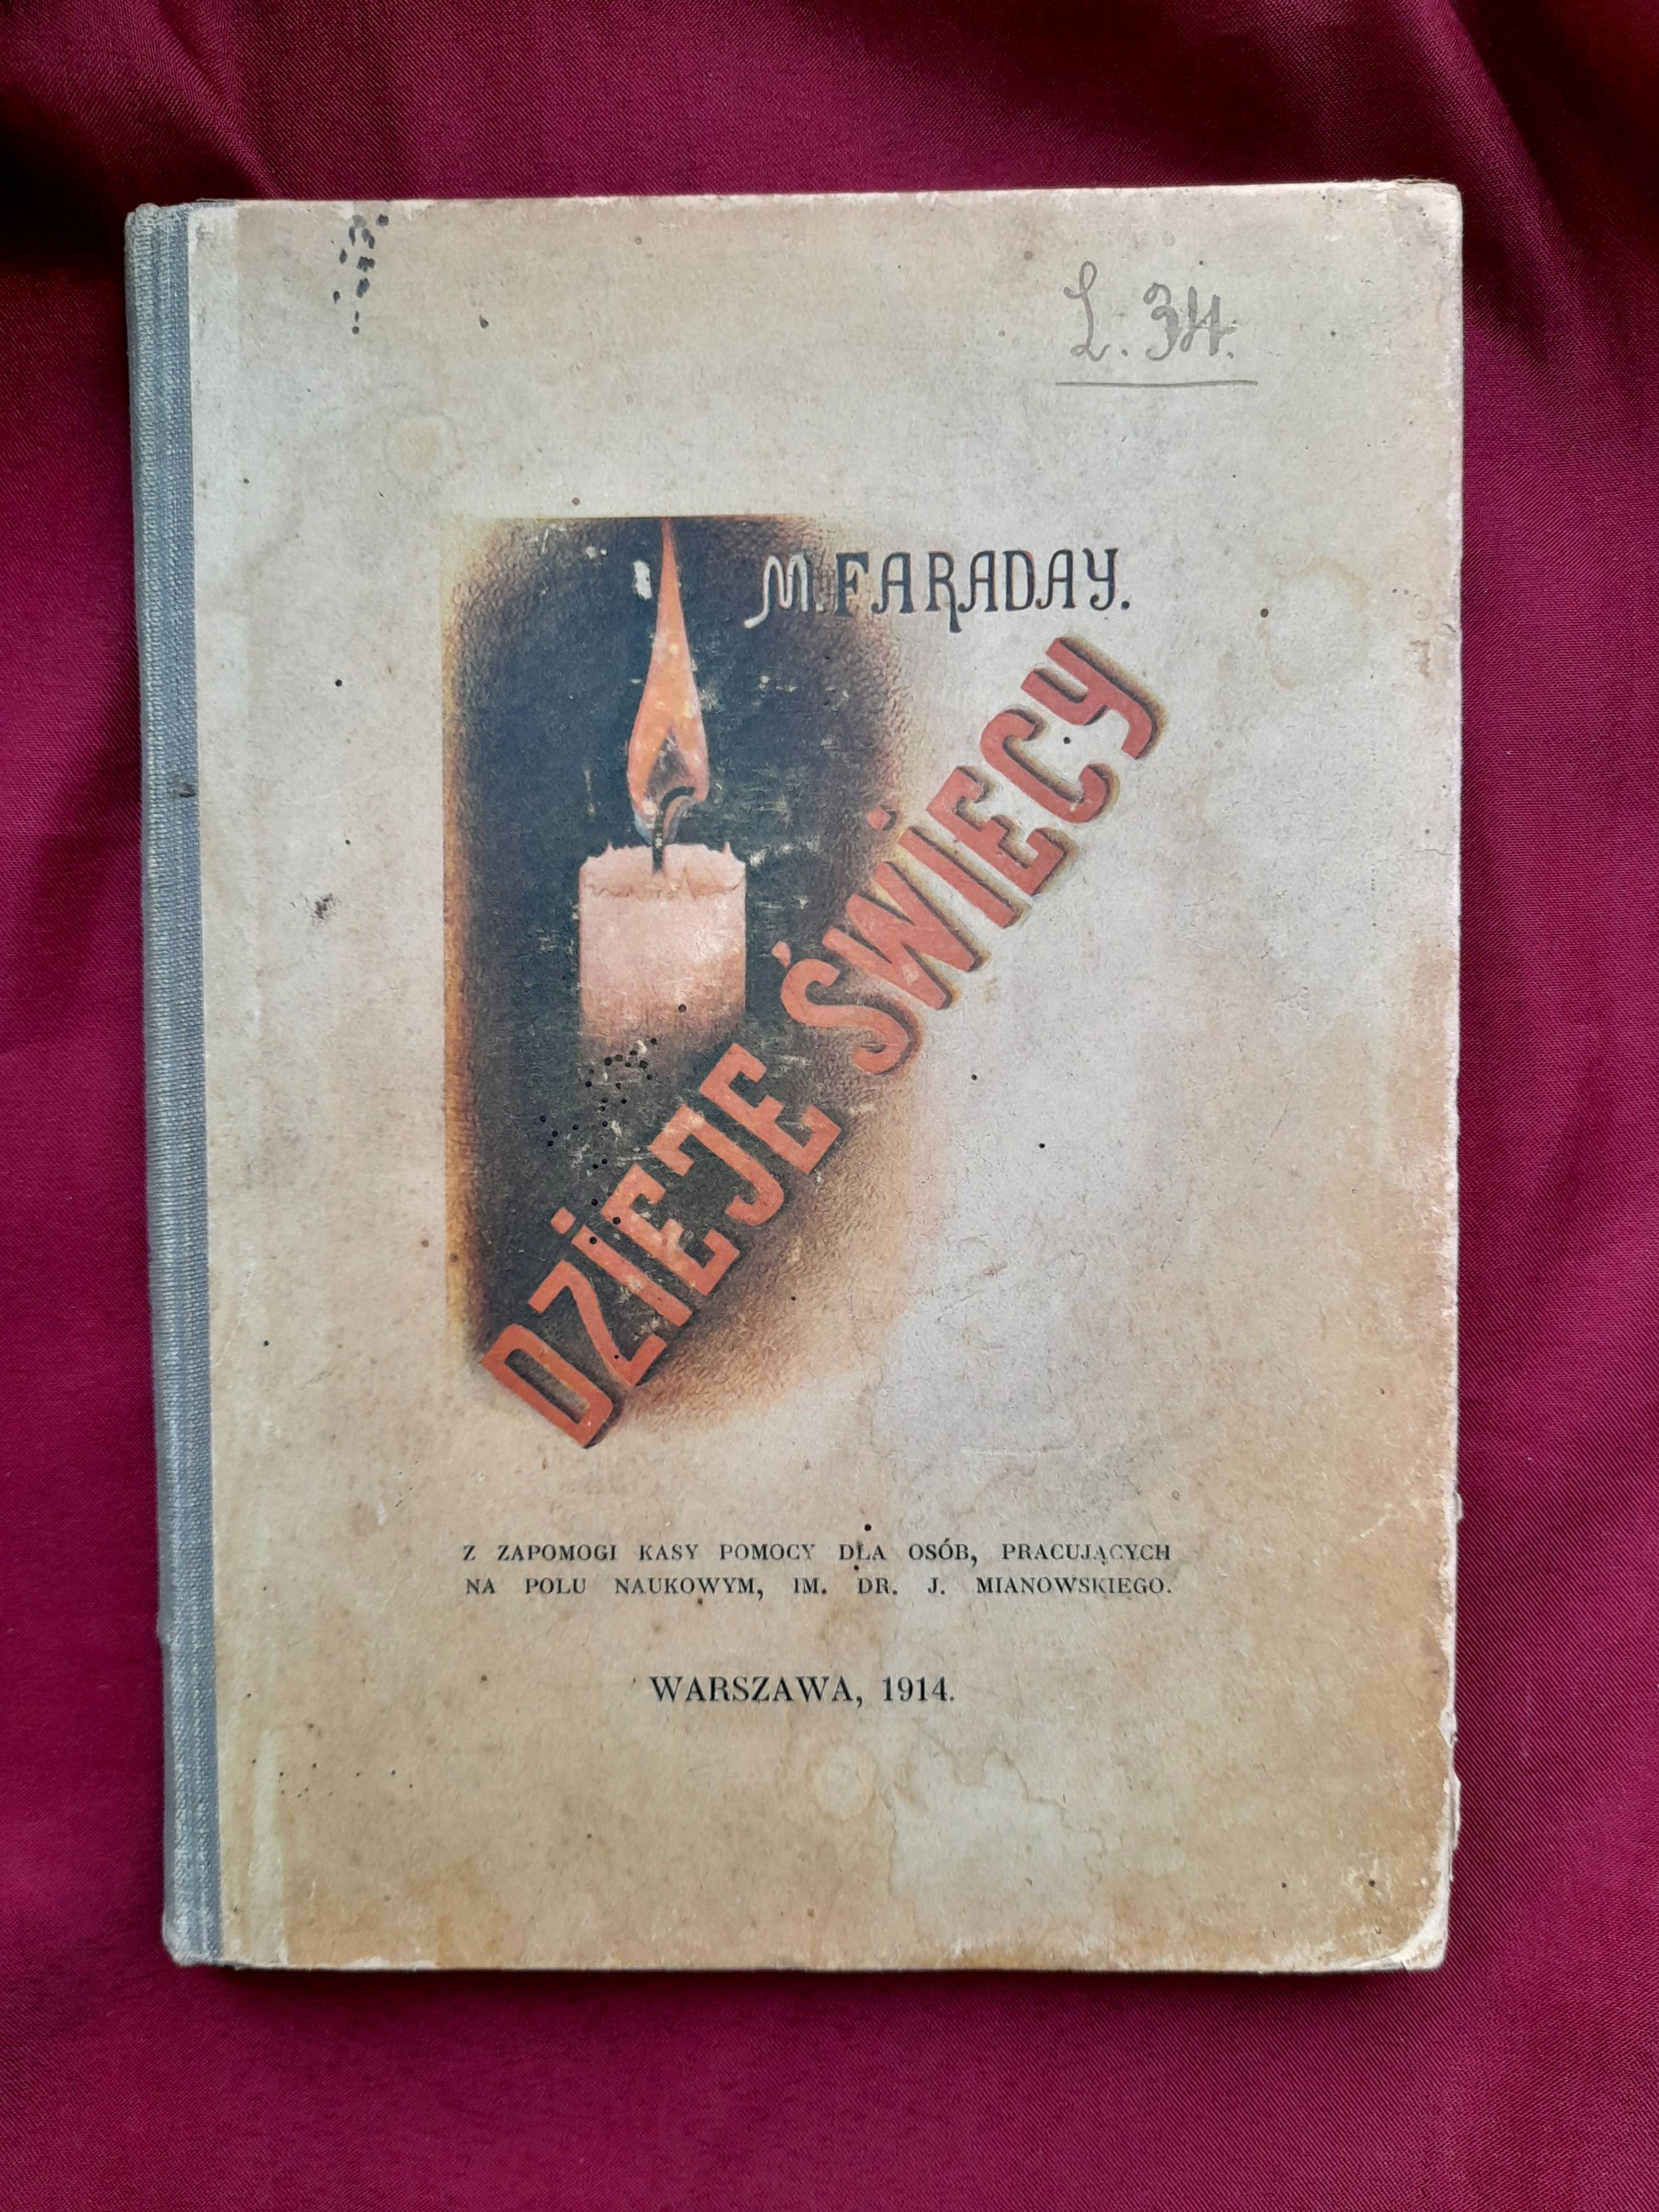 L. 34.
M. FARADAY.
DZIEJE ŚWIECY
Z ZAPOMOGI KASY POMOCY DLA OSÓB, PRACUJĄCYCH
NA POLU NAUKOWYM, IM. DR. J. MIANOWSKIEGO.
WARSZAWA, 1914.